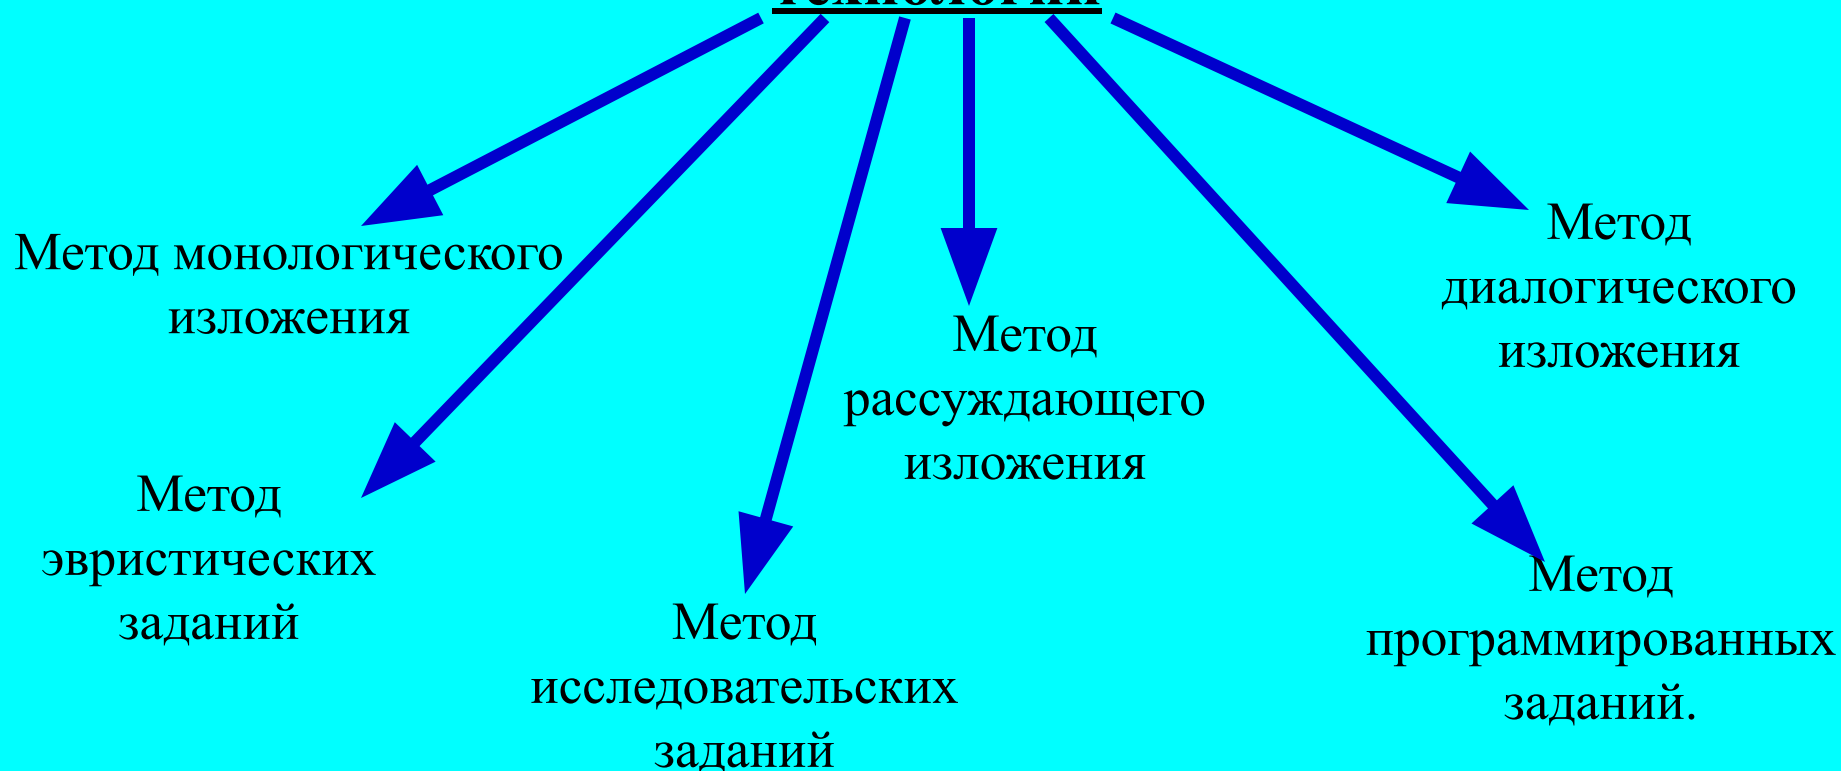 Метод монологического
изложения
Метод
эвристических
заданий
Метод
исследовательских
заданий
Метод
рассуждающего
изложения
Метод
диалогического
изложения
Метод
программированных
заданий.